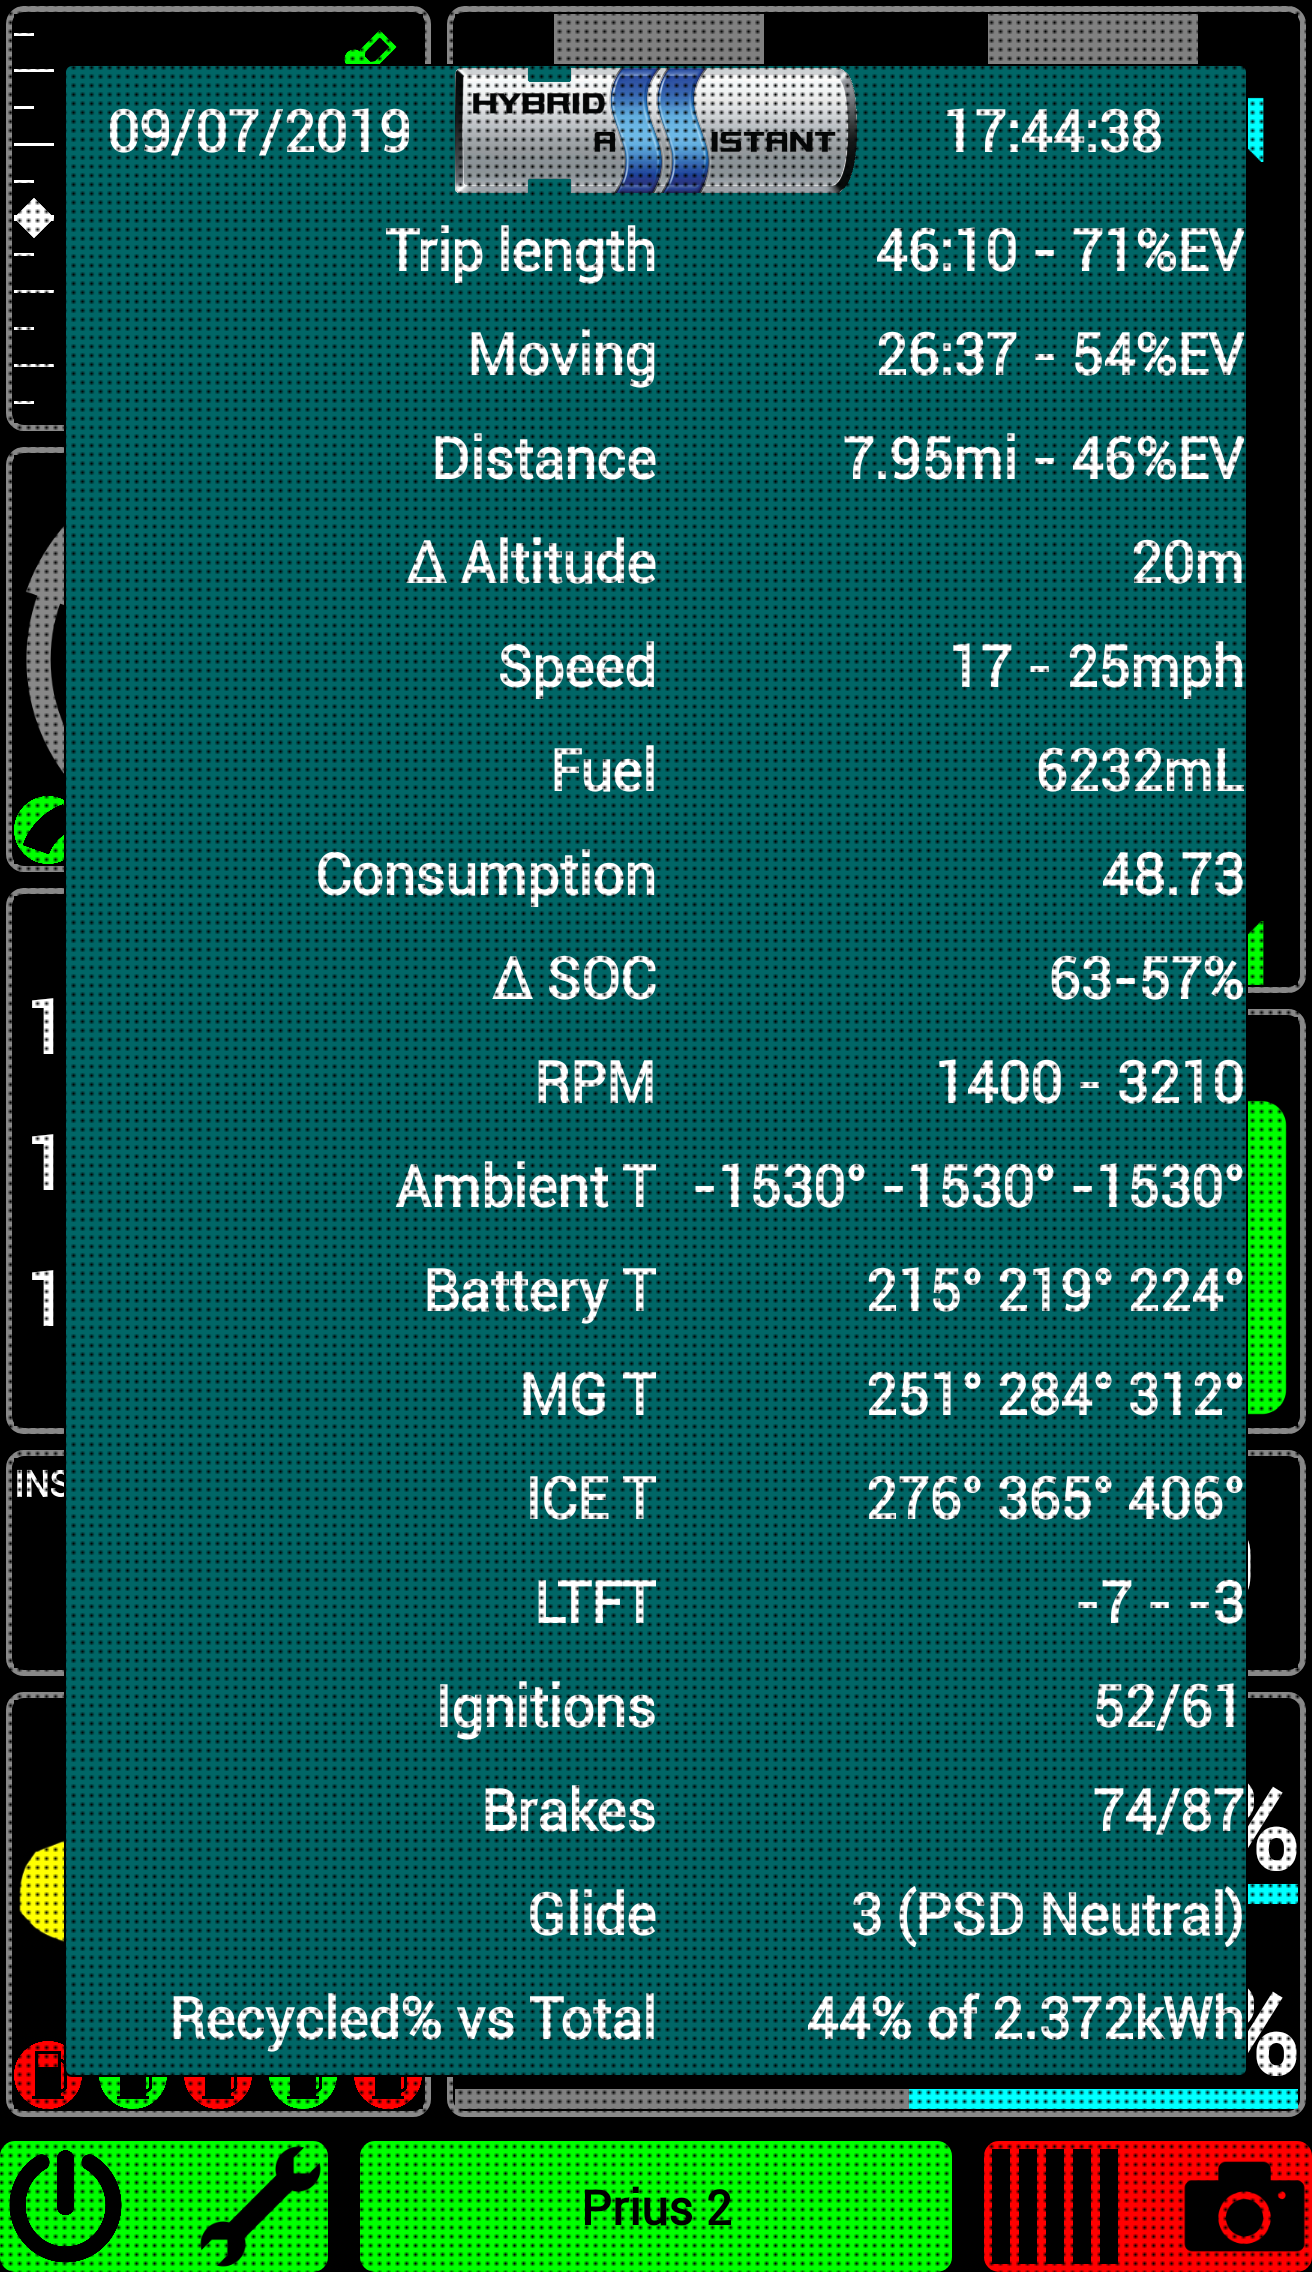 09/07/2019 HYBRID A ISTANT 17:44:38
Trip length 46:10 - 71%EV
Moving 26:37 - 54%EV
Distance 7.95mi - 46%EV
Δ Altitude 20m
Speed 17 - 25mph
Fuel 6232mL
Consumption 48.73
Δ SOC 63-57%
1
RPM 1400 - 3210
1
Ambient T -1530° -1530° -1530°
1
Battery T 215° 219° 224°
MG T 251° 284° 312°
INS
ICE T 276° 365° 406°
LTFT -7 - -3
Ignitions 52/61
Brakes 74/87
%
Glide 3 (PSD Neutral)
Recycled% vs Total 44% of 2.372kWh
%
Prius 2